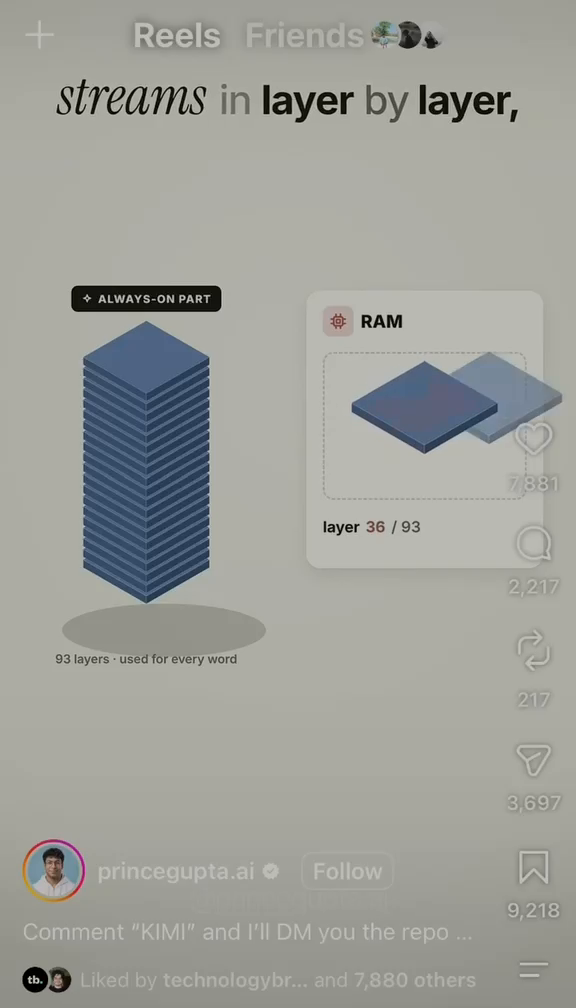 Reels Friends
streams in layer by layer,
ALWAYS-ON PART
RAM
layer 36 / 93
93 layers · used for every word
7,881
2,217
217
3,697
9,218
princegupta.ai
Follow
Comment “KIMI” and I’ll DM you the repo ...
tb.
Liked by technologybr... and 7,880 others